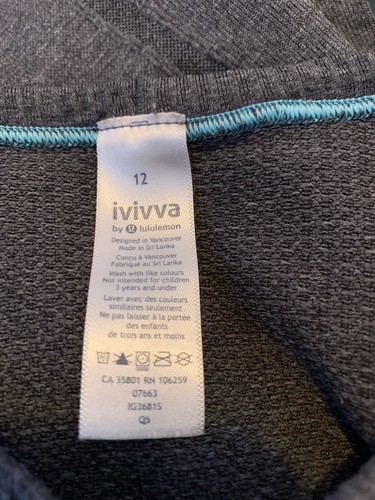 12
ivivva
by lululemon
Designed in Vancouver
Made in Sri Lanka
Conçu à Vancouver
Fabriqué au Sri Lanka
Wash with like colours
Not intended for children
3 years and under
Laver avec des couleurs
similaires seulement
Ne pas laisser à la portée
des enfants
de trois ans et moins
CA 35801 RN 106259
07663
IG3681S
QS